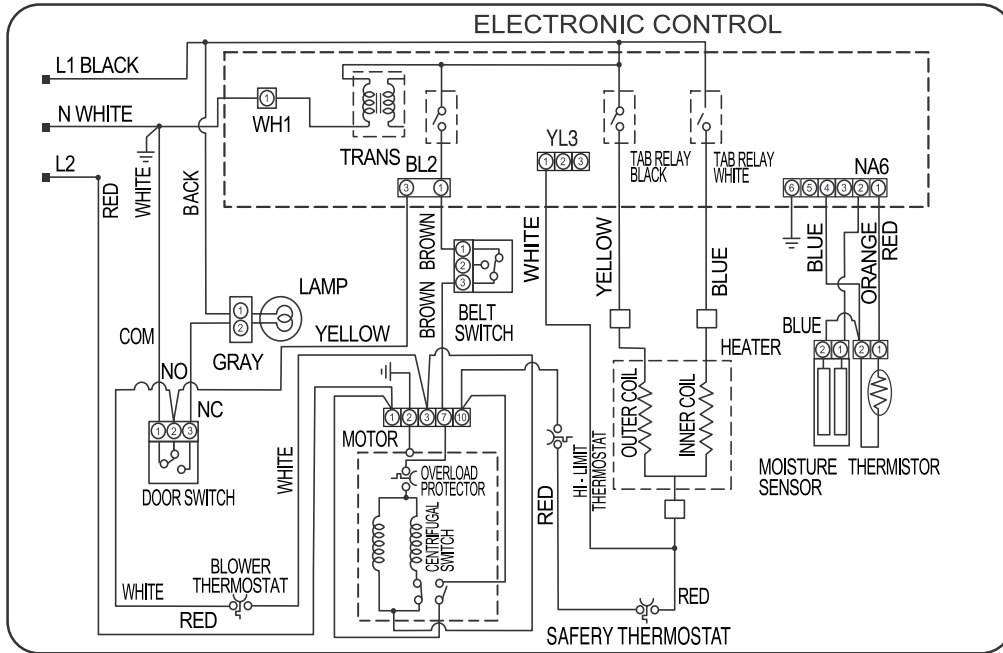 ELECTRONIC CONTROL
L1 BLACK
N WHITE
L2
RED
WHITE
BACK
1
WH1
TRANS
BL2
3 1
YL3
1 2 3
TAB RELAY
BLACK
TAB RELAY
WHITE
NA6
6 5 4 3 2 1
BROWN
BROWN
1
2
3
BELT
SWITCH
WHITE
YELLOW
BLUE
BLUE
ORANGE
RED
LAMP
1
2
GRAY
YELLOW
COM
NO
NC
1 2 3
DOOR SWITCH
BLUE
2 1 2 1
MOISTURE
SENSOR
THERMISTOR
HEATER
OUTER COIL
INNER COIL
HI - LIMIT
THERMOSTAT
MOTOR
1 2 3 7 10
OVERLOAD
PROTECTOR
CENTRIFUGAL
SWITCH
WHITE
RED
BLOWER
THERMOSTAT
WHITE
RED
RED
SAFERY THERMOSTAT